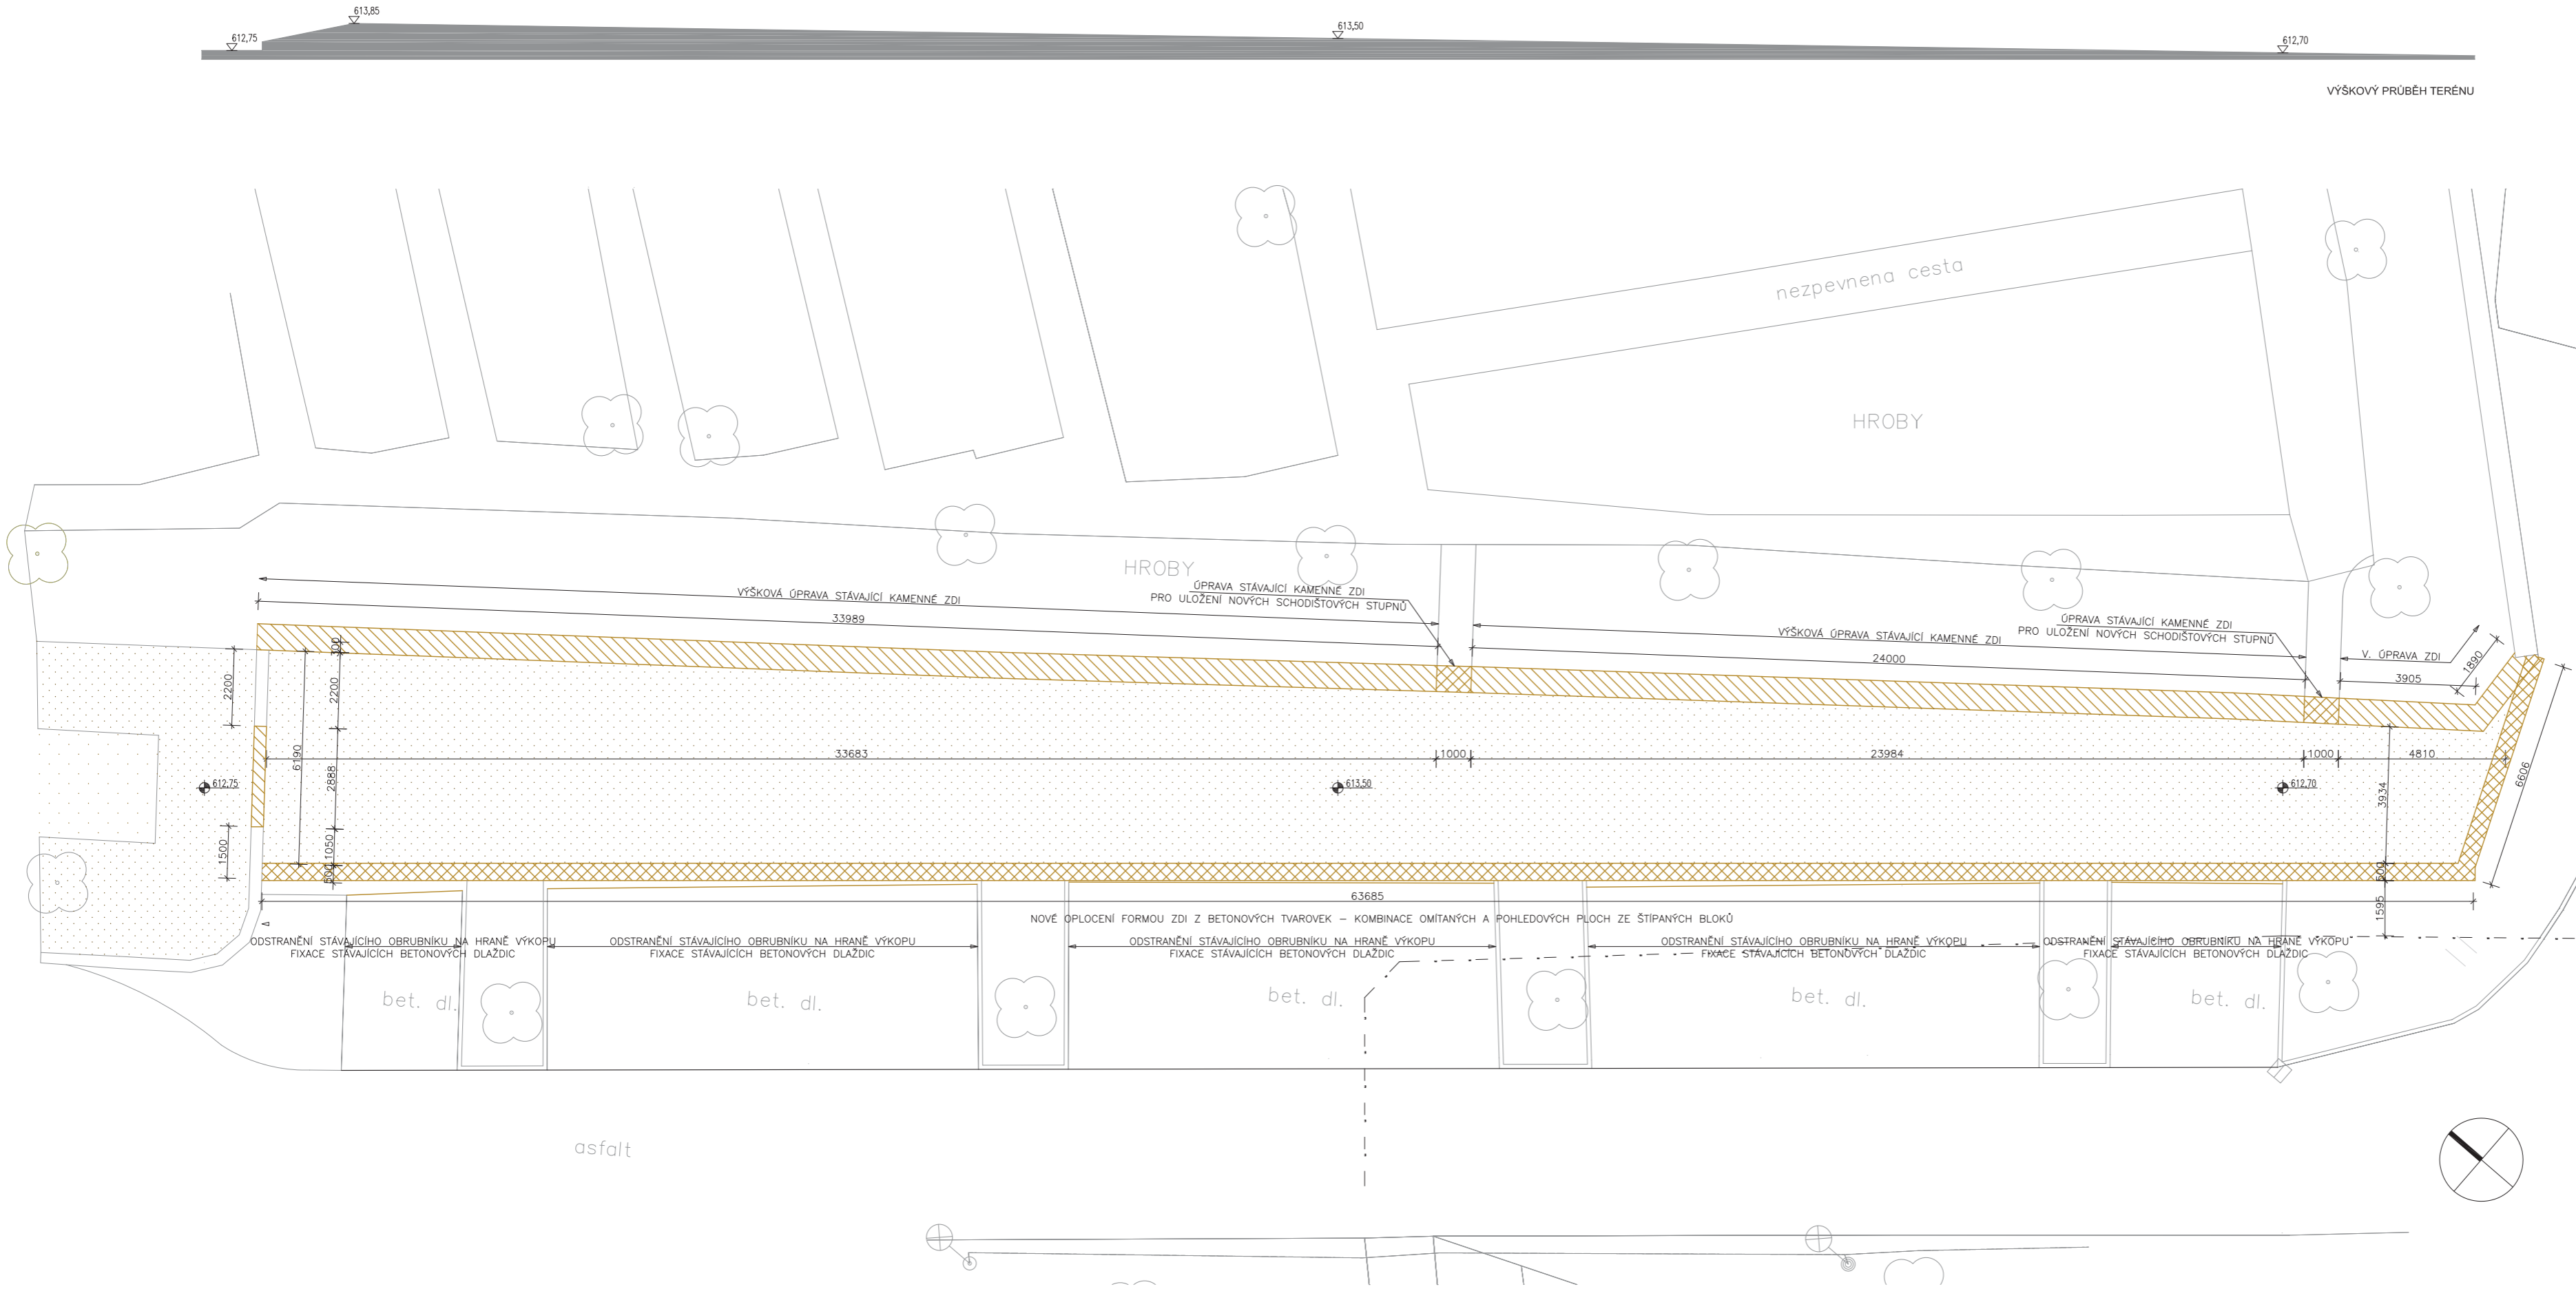 613,85
613,50
612,75
612,70
VÝŠKOVÝ PRŮBĚH TERÉNU
nezpevnena cesta
HROBY
HROBY
VÝŠKOVÁ ÚPRAVA STÁVAJÍCÍ KAMENNÉ ZDI
ÚPRAVA STÁVAJÍCÍ KAMENNÉ ZDI
PRO ULOŽENÍ NOVÝCH SCHODIŠŤOVÝCH STUPNŮ
33989
VÝŠKOVÁ ÚPRAVA STÁVAJÍCÍ KAMENNÉ ZDI
24000
ÚPRAVA STÁVAJÍCÍ KAMENNÉ ZDI
PRO ULOŽENÍ NOVÝCH SCHODIŠŤOVÝCH STUPNŮ
V. ÚPRAVA ZDI
1890
3905
300
2200
2200
6190
2888
33683
1000
23984
1000
4810
6606
612,75
613,50
612,70
3934
1500
1050
500
500
1595
63685
NOVÉ OPLOCENÍ FORMOU ZDI Z BETONOVÝCH TVAROVEK – KOMBINACE OMÍTANÝCH A POHLEDOVÝCH PLOCH ZE ŠTÍPANÝCH BLOKŮ
ODSTRANĚNÍ STÁVAJÍCÍHO OBRUBNÍKU NA HRANĚ VÝKOPU
FIXACE STÁVAJÍCÍCH BETONOVÝCH DLAŽDIC
ODSTRANĚNÍ STÁVAJÍCÍHO OBRUBNÍKU NA HRANĚ VÝKOPU
FIXACE STÁVAJÍCÍCH BETONOVÝCH DLAŽDIC
ODSTRANĚNÍ STÁVAJÍCÍHO OBRUBNÍKU NA HRANĚ VÝKOPU
FIXACE STÁVAJÍCÍCH BETONOVÝCH DLAŽDIC
ODSTRANĚNÍ STÁVAJÍCÍHO OBRUBNÍKU NA HRANĚ VÝKOPU
FIXACE STÁVAJÍCÍCH BETONOVÝCH DLAŽDIC
ODSTRANĚNÍ STÁVAJÍCÍHO OBRUBNÍKU NA HRANĚ VÝKOPU
FIXACE STÁVAJÍCÍCH BETONOVÝCH DLAŽDIC
bet. dl.
bet. dl.
bet. dl.
bet. dl.
bet. dl.
asfalt